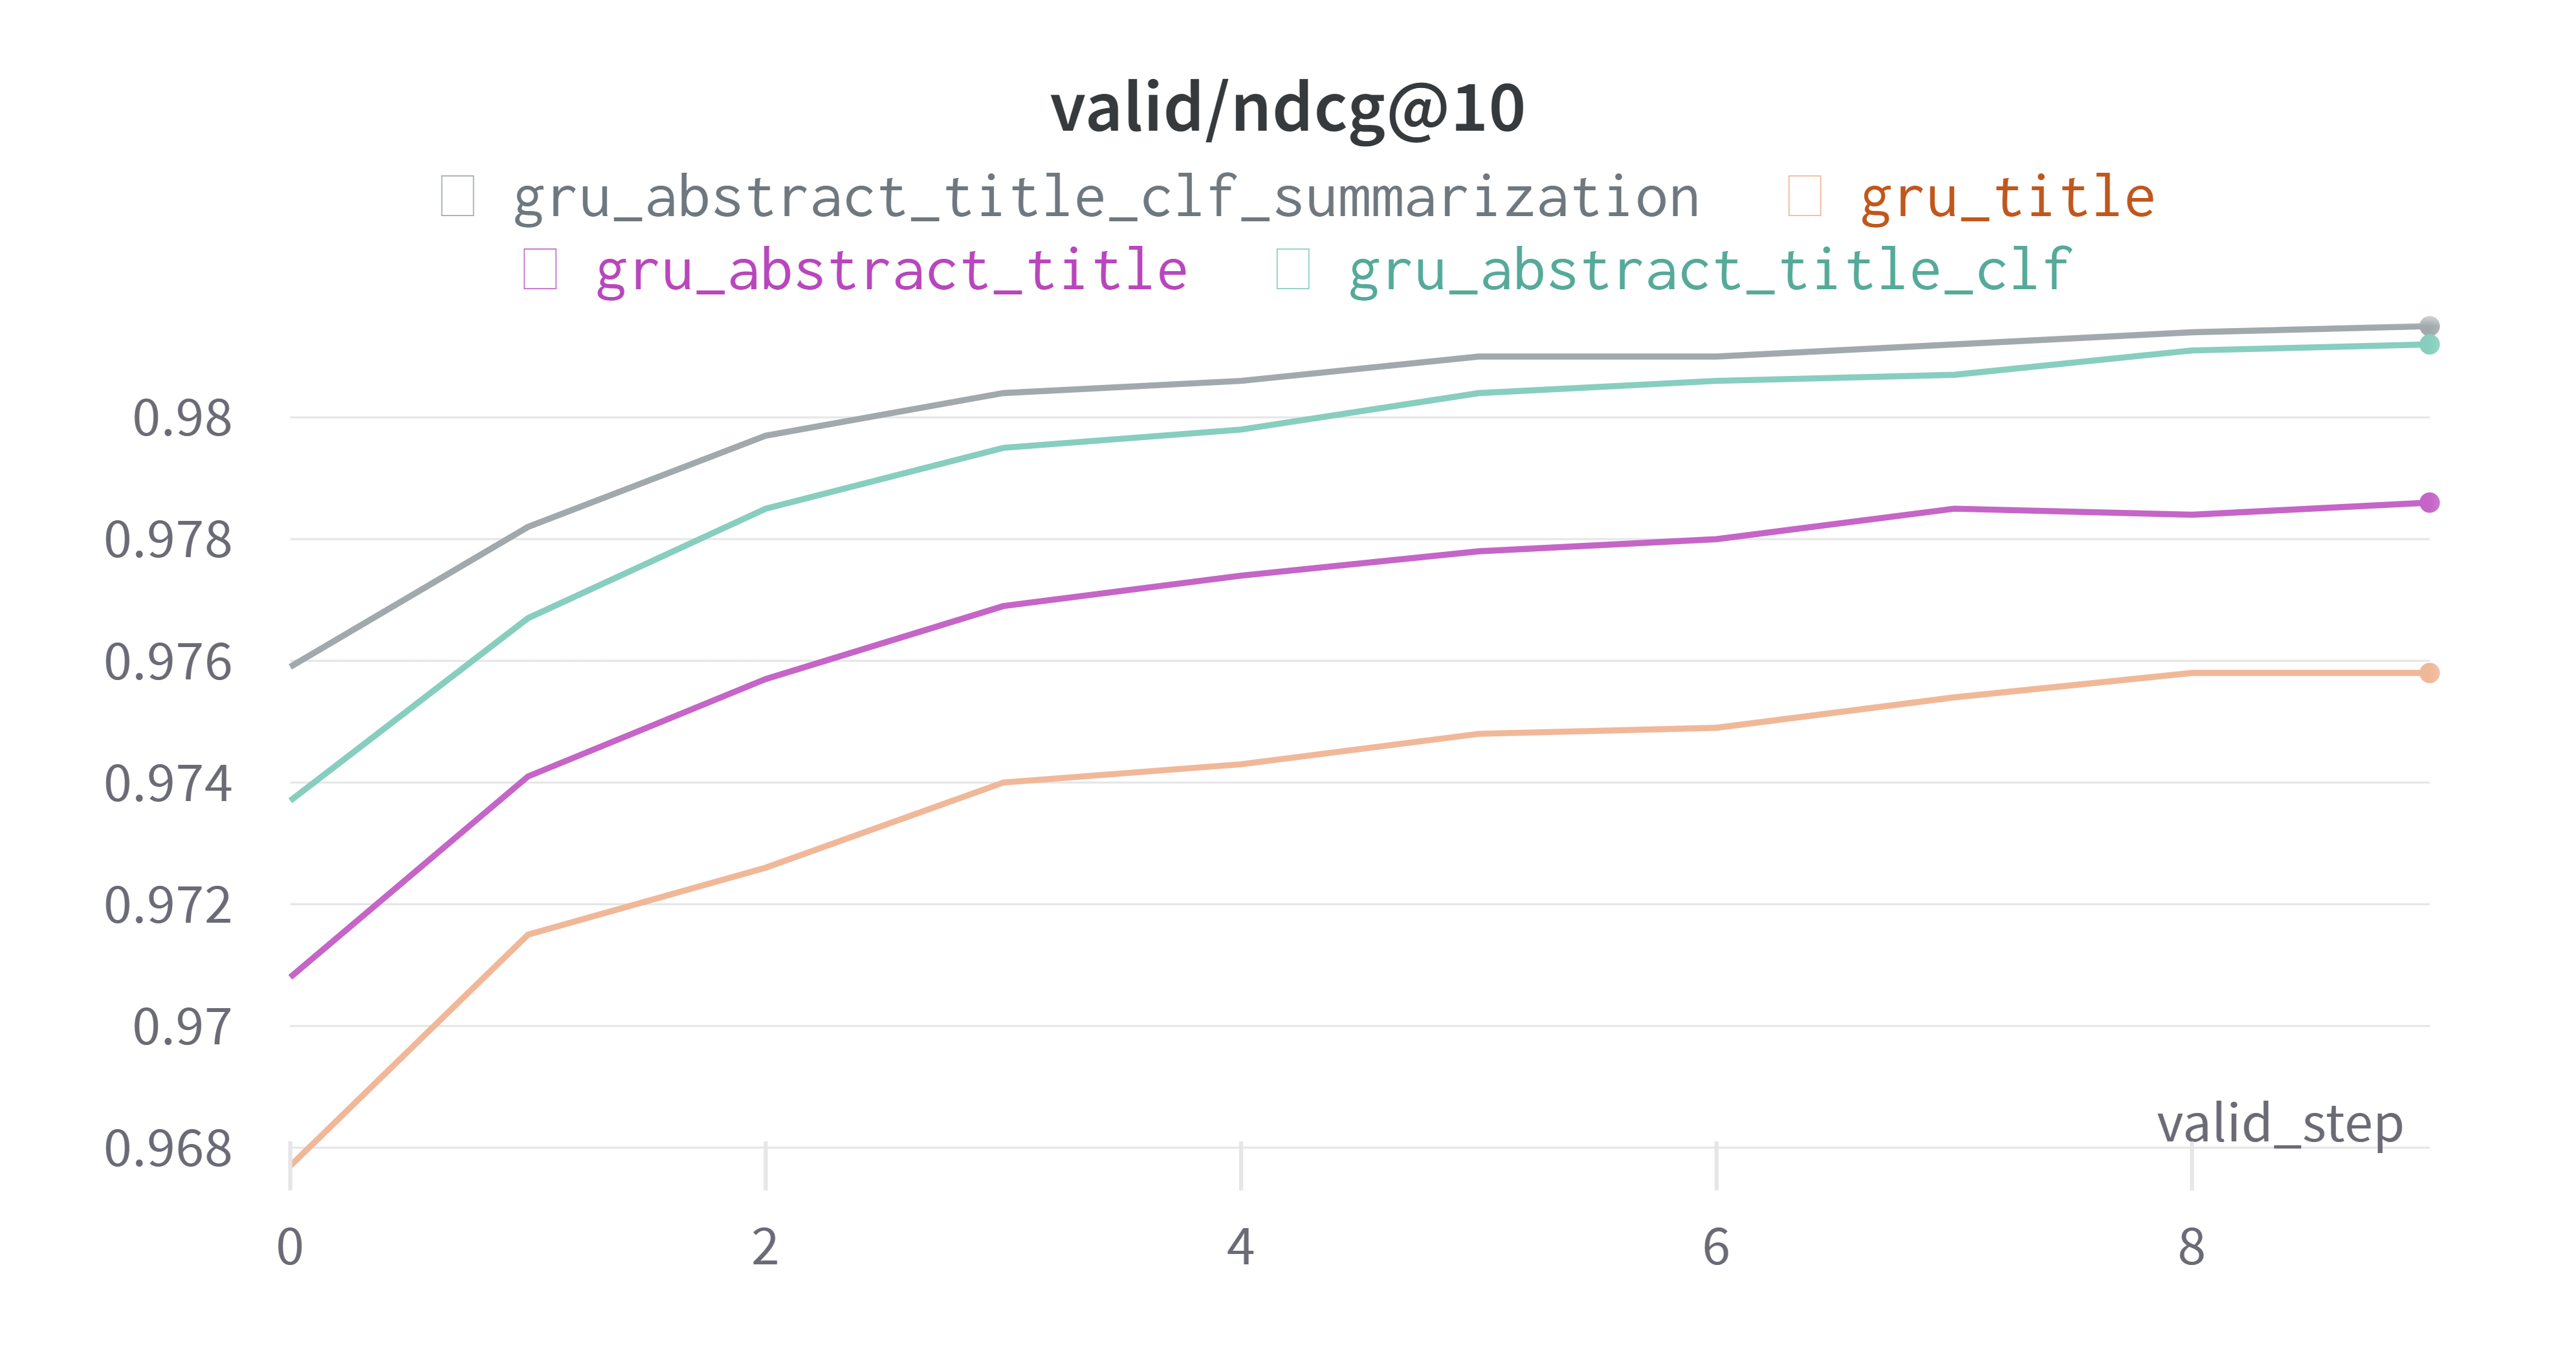 valid/ndcg@10
gru_abstract_title_clf_summarization gru_title
gru_abstract_title gru_abstract_title_clf
0.98
0.978
0.976
0.974
0.972
0.97
0.968
valid_step
0 2 4 6 8